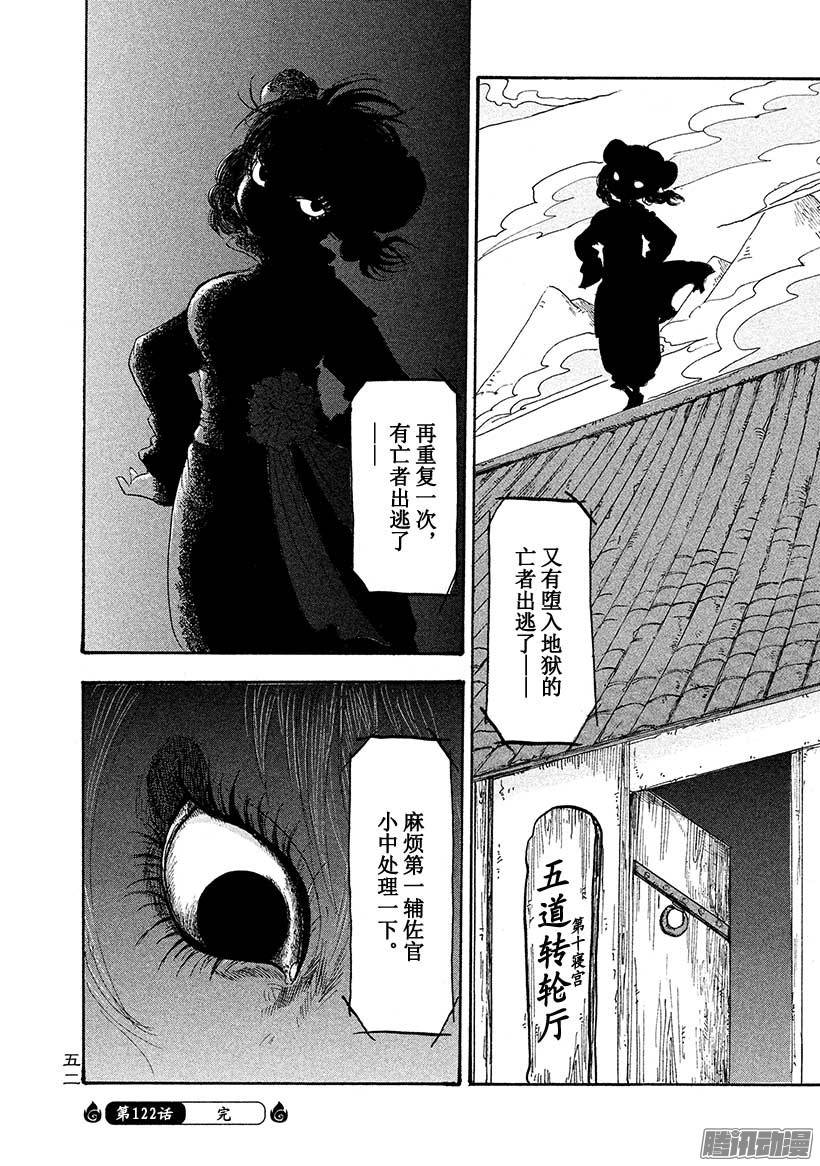 又有堕入地狱的
亡者出逃了——
五道转轮厅
第十寝宫
再重复一次，
有亡者出逃了
——
麻烦第一辅佐官
小中处理一下。
五二
第122话
完
腾讯动漫